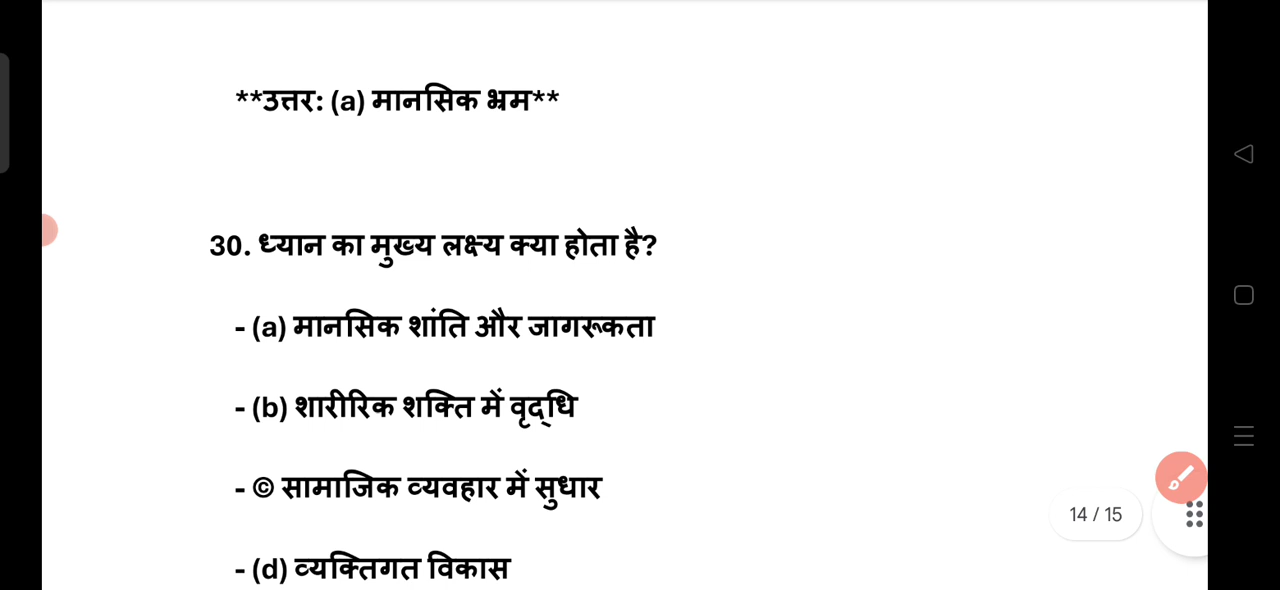 **उत्तर: (a) मानसिक भ्रम**
30. ध्यान का मुख्य लक्ष्य क्या होता है?
- (a) मानसिक शांति और जागरूकता
- (b) शारीरिक शक्ति में वृद्धि
- © सामाजिक व्यवहार में सुधार
- (d) व्यक्तिगत विकास
14 / 15